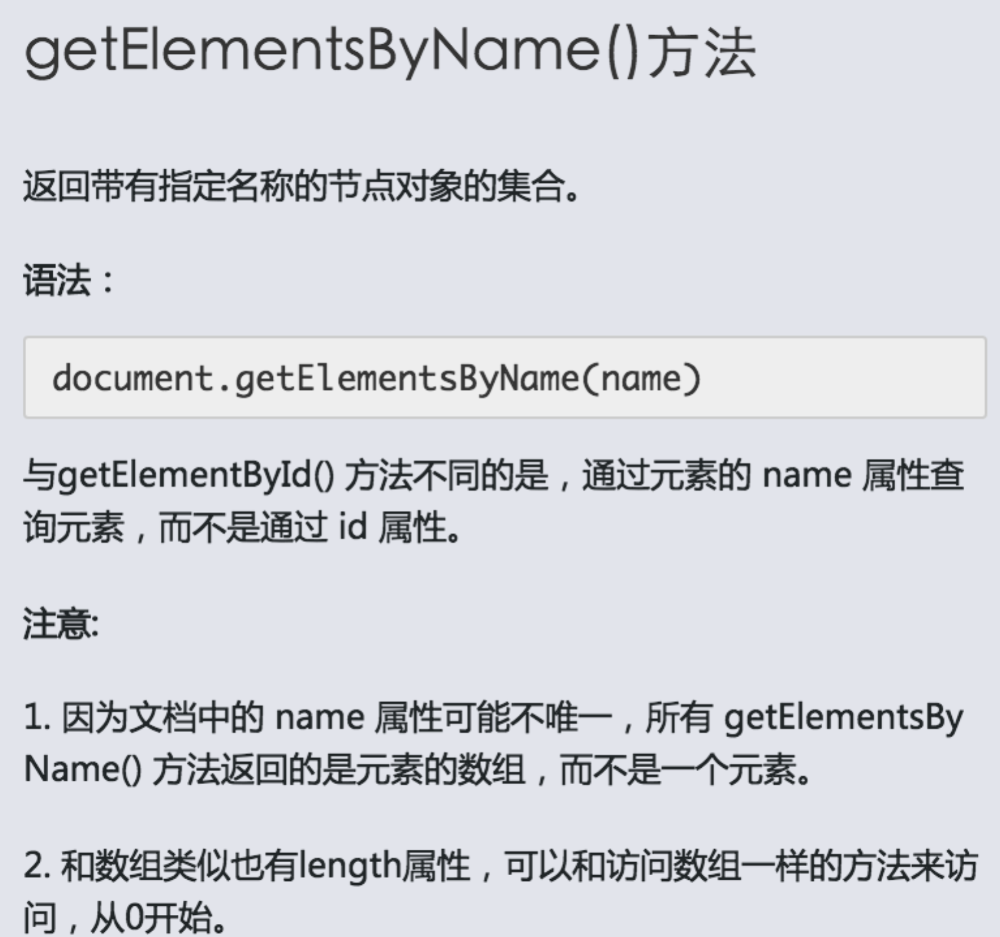 getElementsByName()方法
返回带有指定名称的节点对象的集合。
语法：
document.getElementsByName(name)
与getElementById() 方法不同的是，通过元素的 name 属性查
询元素，而不是通过 id 属性。
注意:
1. 因为文档中的 name 属性可能不唯一，所有 getElementsBy
Name() 方法返回的是元素的数组，而不是一个元素。
2. 和数组类似也有length属性，可以和访问数组一样的方法来访
问，从0开始。